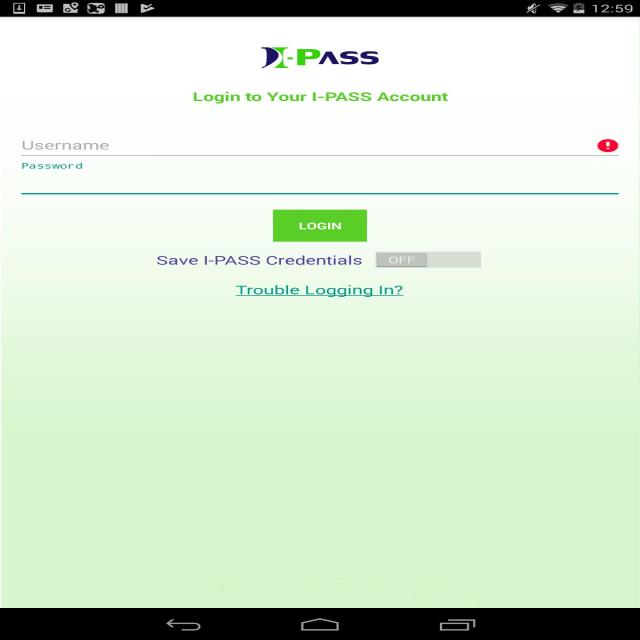 12:59
I-PASS
Login to Your I-PASS Account
Username
Password
LOGIN
Save I-PASS Credentials OFF
Trouble Logging In?